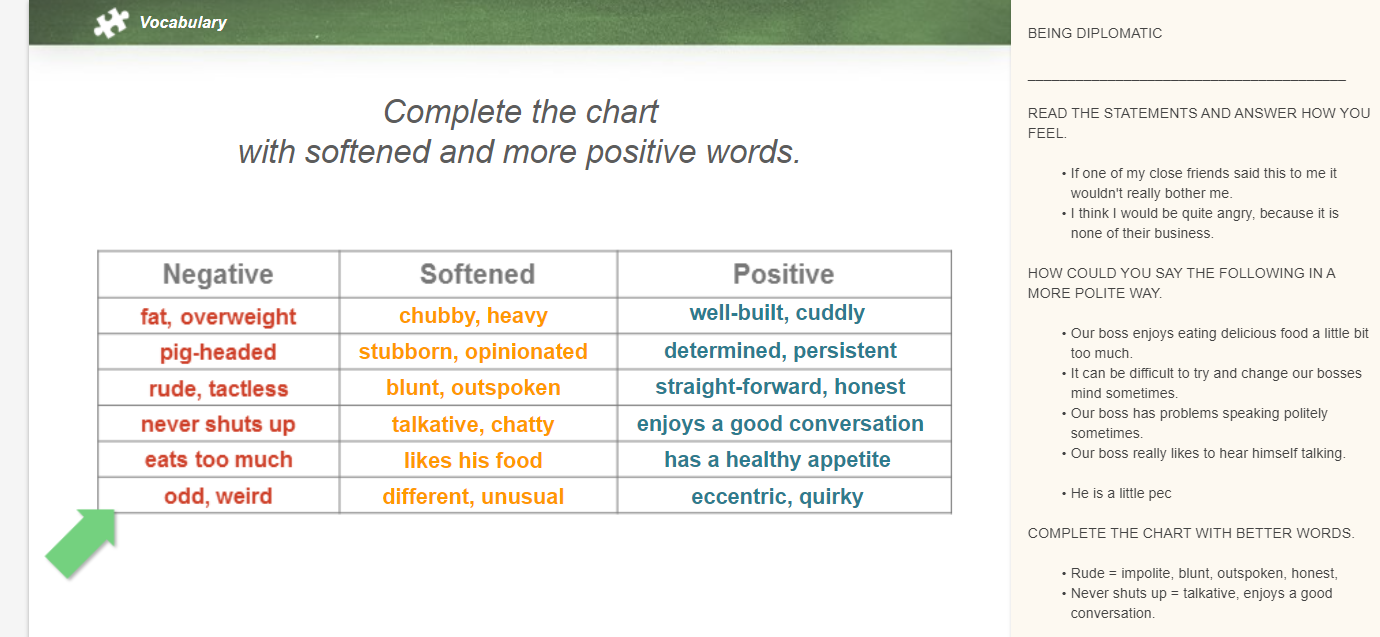 Vocabulary
Complete the chart
with softened and more positive words.
Negative Softened Positive
fat, overweight chubby, heavy well-built, cuddly
pig-headed stubborn, opinionated determined, persistent
rude, tactless blunt, outspoken straight-forward, honest
never shuts up talkative, chatty enjoys a good conversation
eats too much likes his food has a healthy appetite
odd, weird different, unusual eccentric, quirky
BEING DIPLOMATIC
________________________________________
READ THE STATEMENTS AND ANSWER HOW YOU
FEEL.
• If one of my close friends said this to me it
wouldn't really bother me.
• I think I would be quite angry, because it is
none of their business.
HOW COULD YOU SAY THE FOLLOWING IN A
MORE POLITE WAY.
• Our boss enjoys eating delicious food a little bit
too much.
• It can be difficult to try and change our bosses
mind sometimes.
• Our boss has problems speaking politely
sometimes.
• Our boss really likes to hear himself talking.
• He is a little pec
COMPLETE THE CHART WITH BETTER WORDS.
• Rude = impolite, blunt, outspoken, honest,
• Never shuts up = talkative, enjoys a good
conversation.